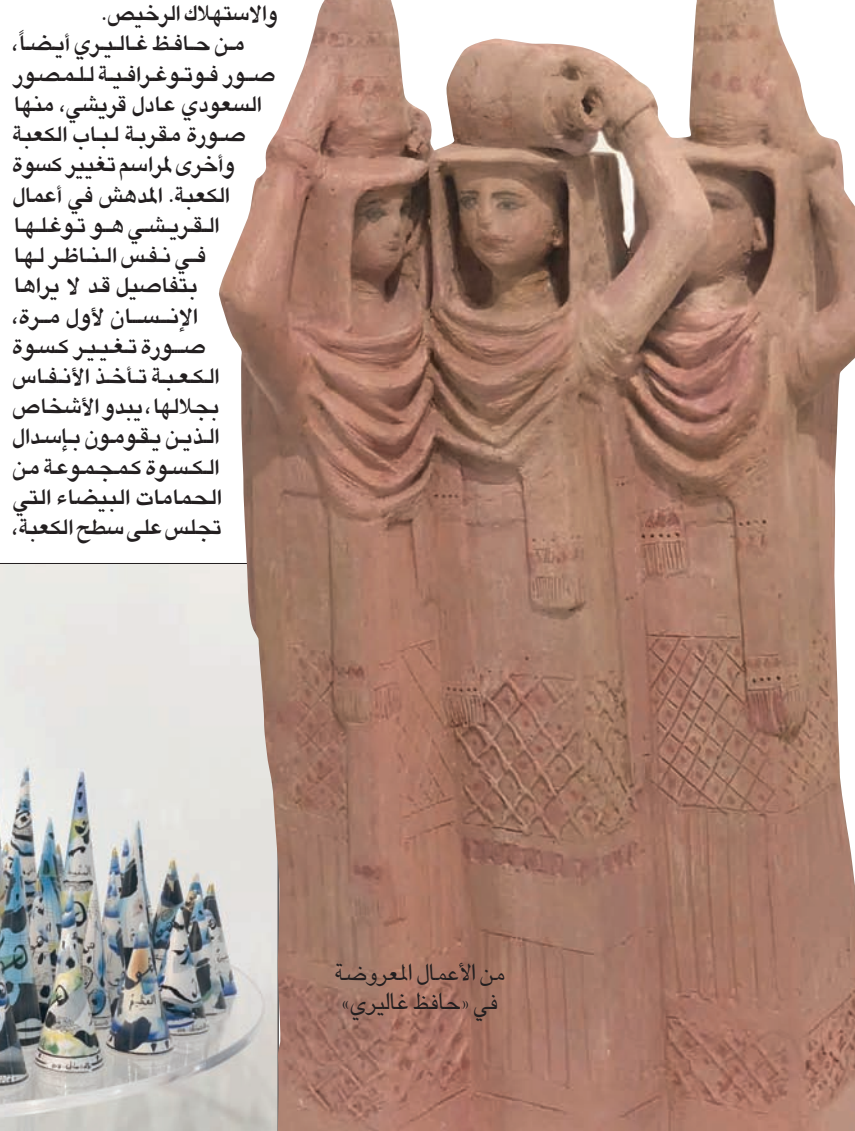 والاستهلاك الرخيص.
من حافظ غاليري أيضاً،
صور فوتوغرافية للمصور
السعودي عادل قريشي، منها
صورة مقربة لباب الكعبة
وأخرى لمراسم تغيير كسوة
الكعبة. المدهش في أعمال
القريشي هو توغلها
في نفس الناظر لها
بتفاصيل قد لا يراها
الإنسان لأول مرة،
صورة تغيير كسوة
الكعبة تأخذ الأنفاس
بجلالها، يبدو الأشخاص
الذين يقومون بإسدال
الكسوة كمجموعة من
الحمامات البيضاء التي
تجلس على سطح الكعبة،
من الأعمال المعروضة
في «حافظ غاليري»